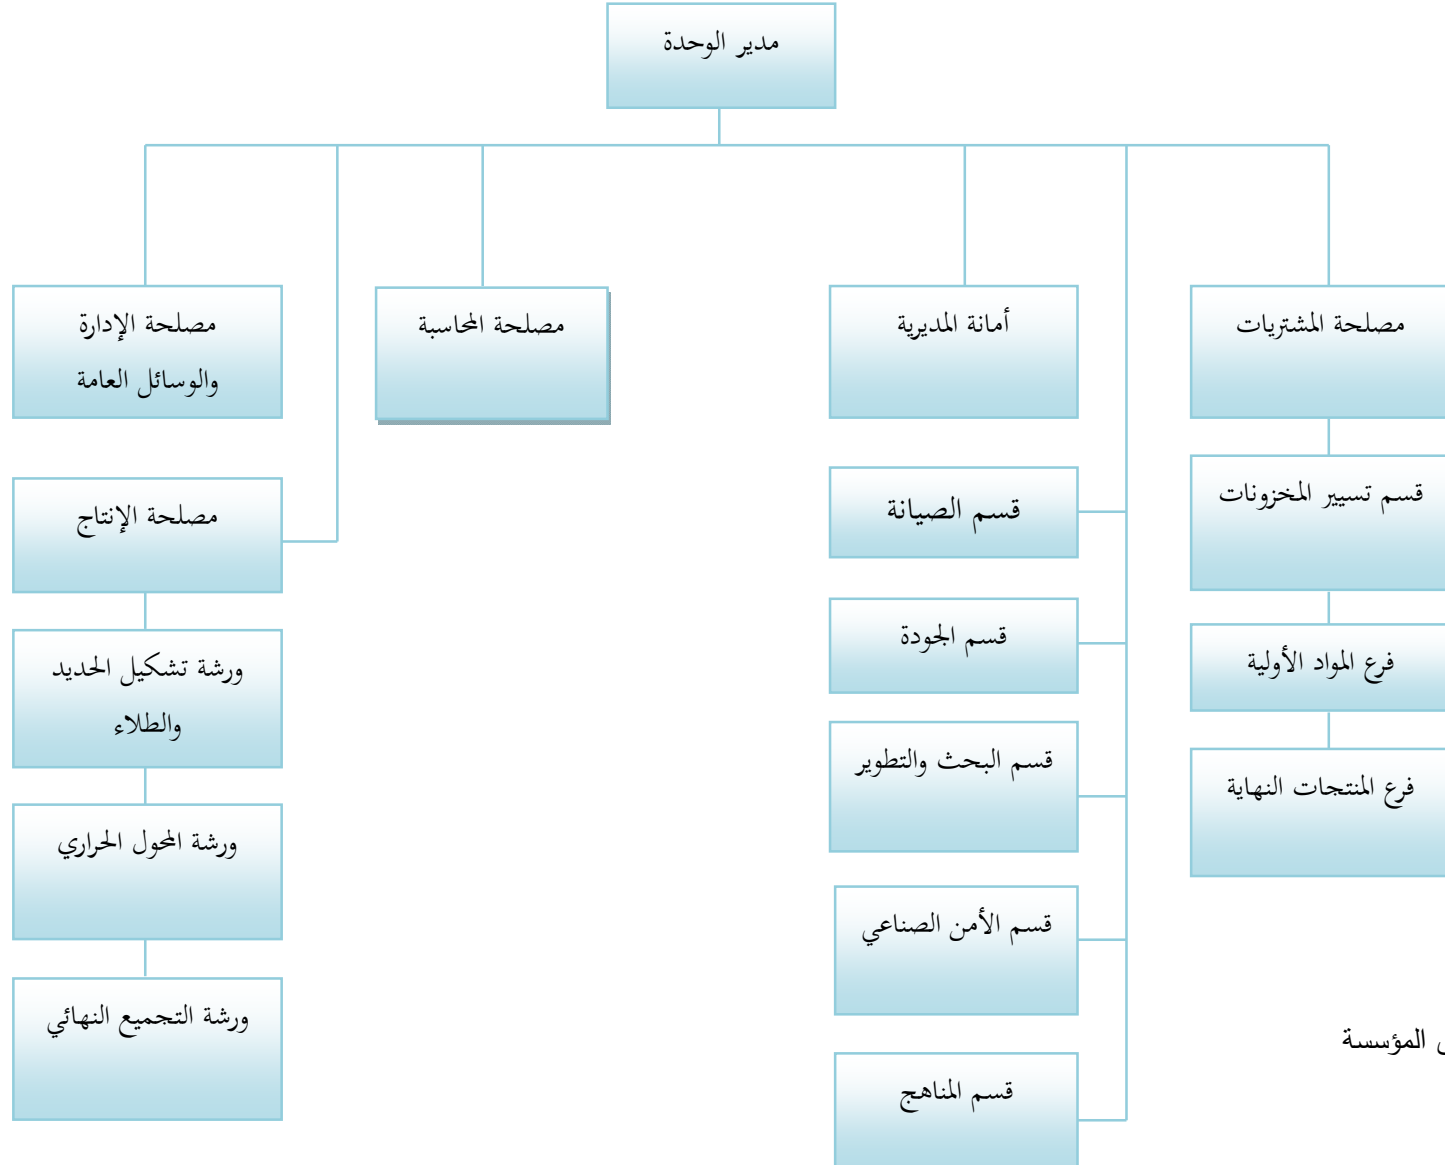 مدير الوحدة
مصلحة المشتريات
أمانة المديرية
مصلحة المحاسبة
مصلحة الإدارة
والوسائل العامة
قسم تسيير المخزونات
قسم الصيانة
مصلحة الإنتاج
فرع المواد الأولية
قسم الجودة
ورشة تشكيل الحديد
والطلاء
فرع المنتجات النهاية
قسم البحث والتطوير
ورشة المحول الحراري
قسم الأمن الصناعي
ورشة التجميع النهائي
المؤسسة
قسم المناهج